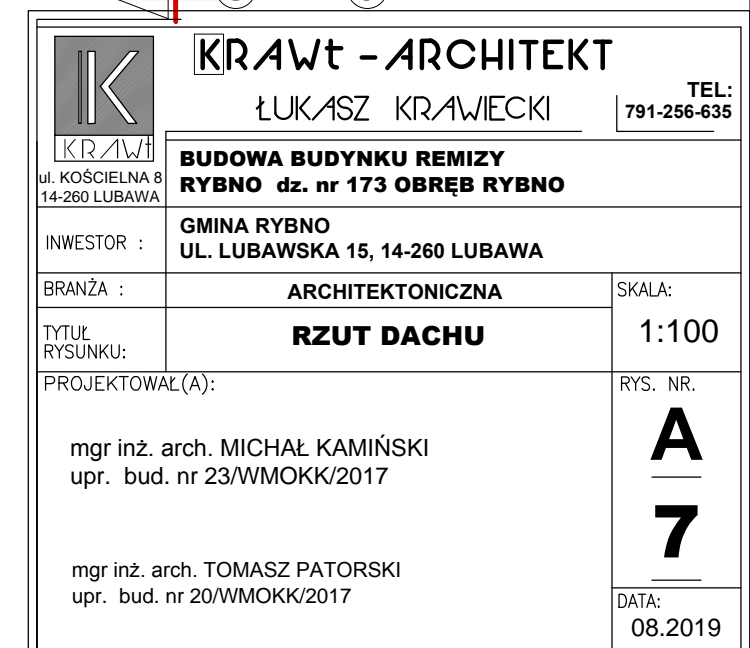 KRAWt - ARCHITEKT
ŁUKASZ KRAWIECKI
TEL:
791-256-635
K
KRAWt
ul. KOŚCIELNA 8
14-260 LUBAWA
BUDOWA BUDYNKU REMIZY
RYBNO dz. nr 173 OBRĘB RYBNO
INWESTOR :
GMINA RYBNO
UL. LUBAWSKA 15, 14-260 LUBAWA
BRANŻA :
ARCHITEKTONICZNA
SKALA:
1:100
TYTUŁ
RYSUNKU:
RZUT DACHU
PROJEKTOWAŁ(A):
mgr inż. arch. MICHAŁ KAMIŃSKI
upr. bud. nr 23/WMOKK/2017
mgr inż. arch. TOMASZ PATORSKI
upr. bud. nr 20/WMOKK/2017
RYS. NR.
A
7
DATA:
08.2019